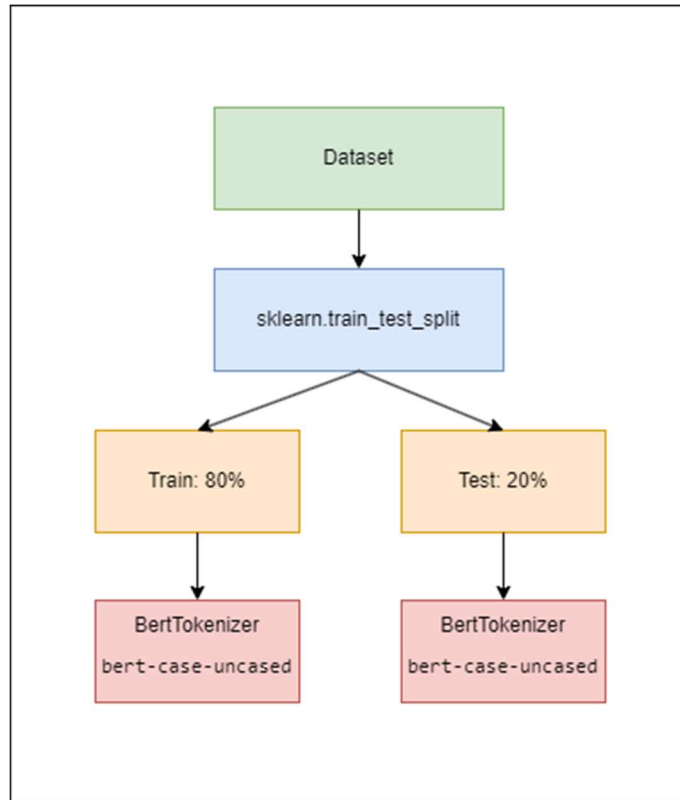 Dataset
sklearn.train_test_split
Train: 80%
Test: 20%
BertTokenizer
bert-case-uncased
BertTokenizer
bert-case-uncased